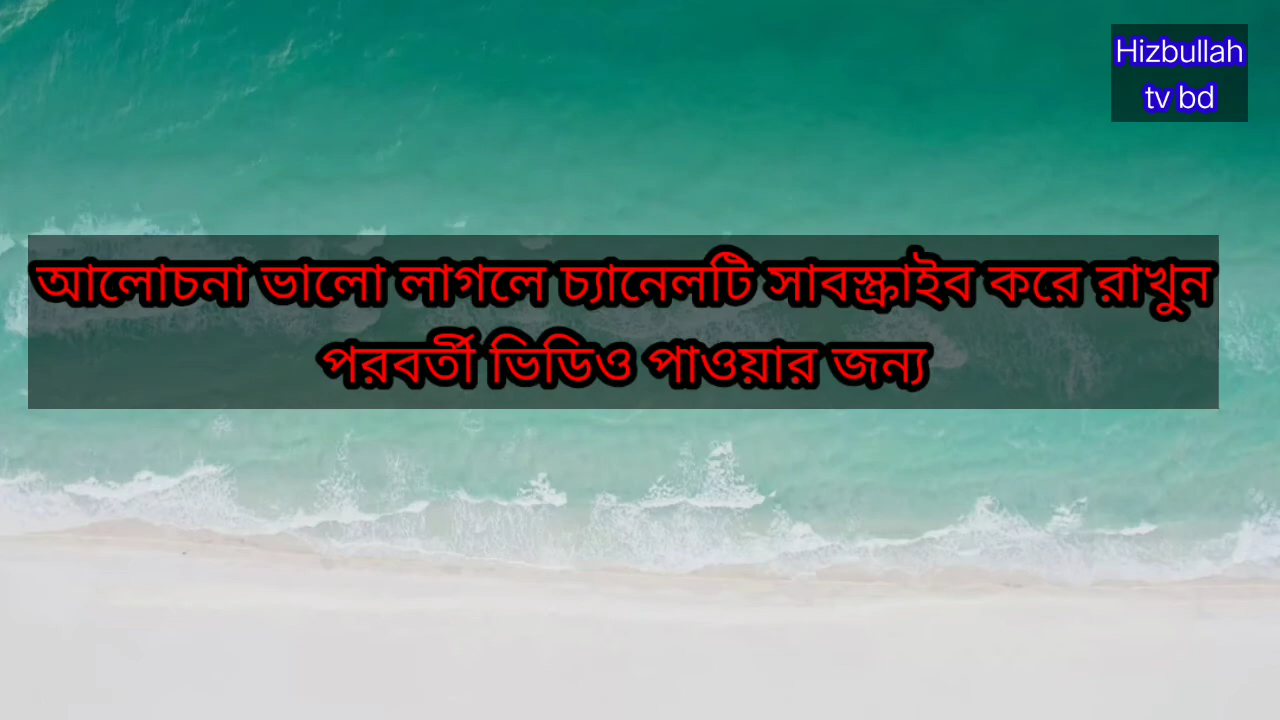 Hizbullah
tv bd
আলোচনা ভালো লাগলে চ্যানেলটি সাবস্ক্রাইব করে রাখুন
পরবর্তী ভিডিও পাওয়ার জন্য